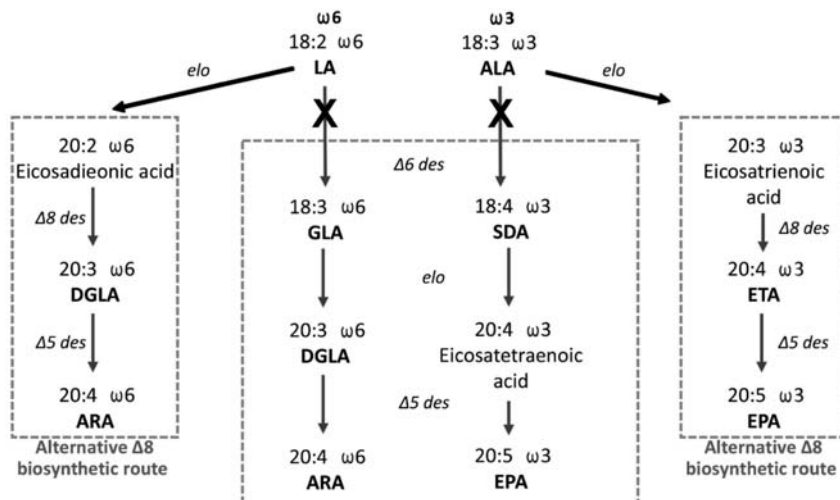 ω6
18:2 ω6
LA
ω3
18:3 ω3
ALA
elo
elo
X
X
20:2 ω6
Eicosadieonic acid
Δ8 des
20:3 ω6
DGLA
Δ5 des
20:4 ω6
ARA
Alternative Δ8
biosynthetic route
Δ6 des
18:3 ω6
GLA
20:3 ω6
DGLA
20:4 ω6
ARA
18:4 ω3
SDA
elo
20:4 ω3
Eicosatetraenoic
acid
Δ5 des
20:5 ω3
EPA
20:3 ω3
Eicosatrienoic
acid
Δ8 des
20:4 ω3
ETA
Δ5 des
20:5 ω3
EPA
Alternative Δ8
biosynthetic route